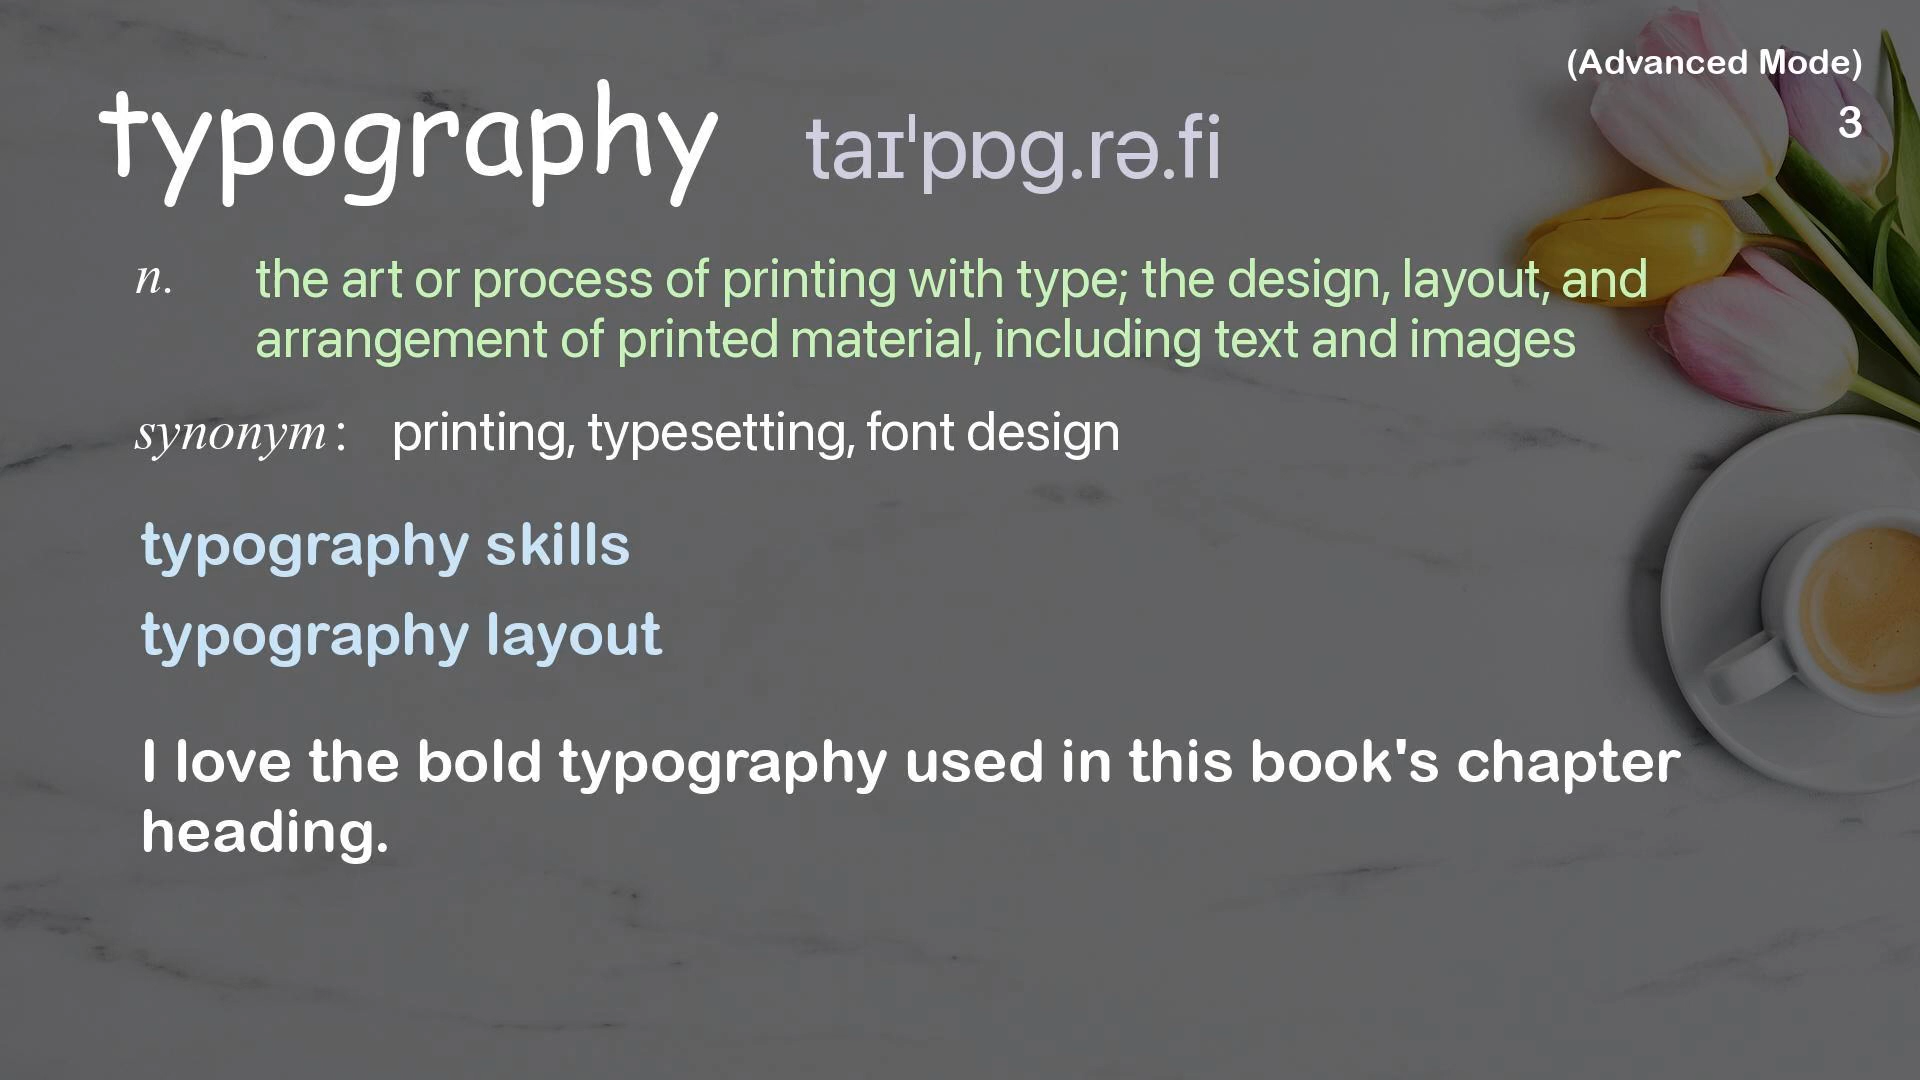 (Advanced Mode)
typography taɪˈpɒg.rə.fi
3
n. the art or process of printing with type; the design, layout, and
arrangement of printed material, including text and images
synonym: printing, typesetting, font design
typography skills
typography layout
I love the bold typography used in this book's chapter
heading.